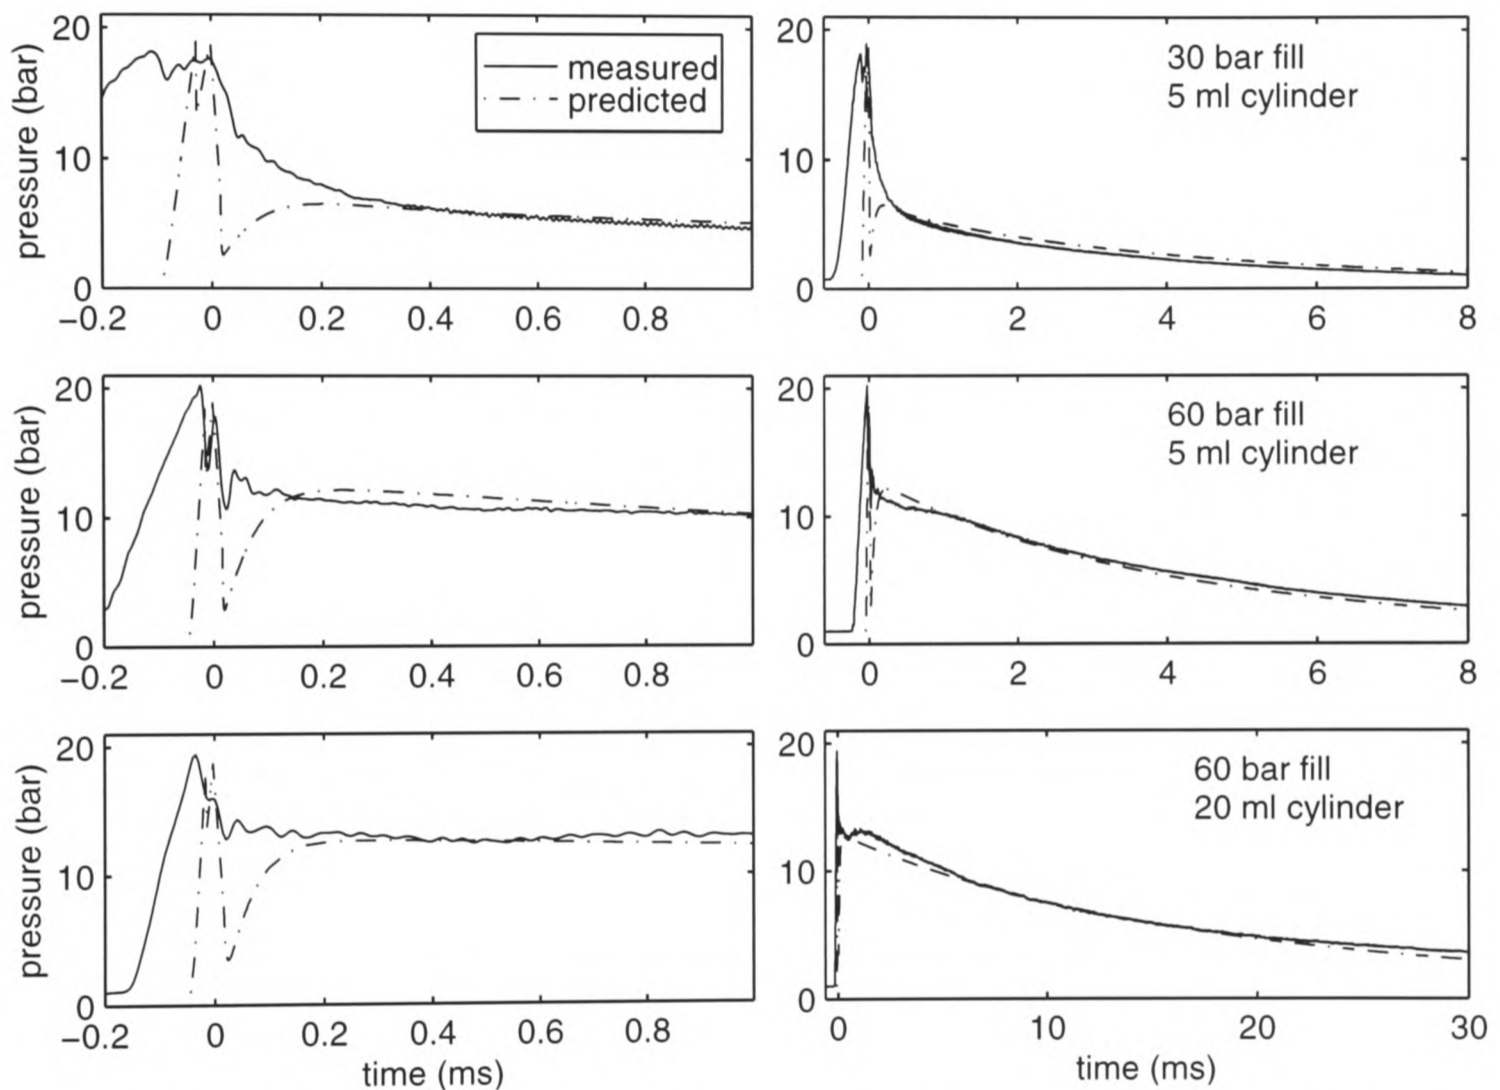 20
10
0
pressure (bar)
−0.2 0 0.2 0.4 0.6 0.8
measured
predicted
20
10
0
0 2 4 6 8
30 bar fill
5 ml cylinder
20
10
0
pressure (bar)
−0.2 0 0.2 0.4 0.6 0.8
20
10
0
0 2 4 6 8
60 bar fill
5 ml cylinder
20
10
0
pressure (bar)
−0.2 0 0.2 0.4 0.6 0.8
time (ms)
20
10
0
0 10 20 30
60 bar fill
20 ml cylinder
time (ms)